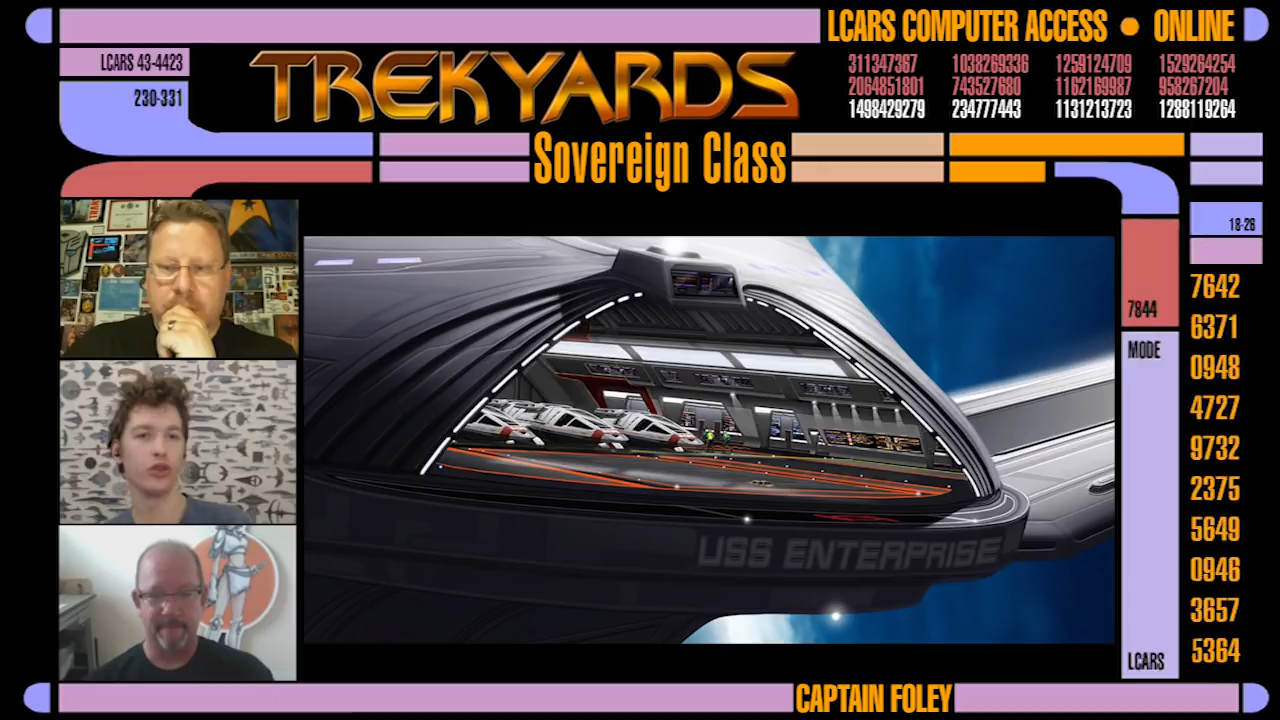 LCARS COMPUTER ACCESS • ONLINE
LCARS 43-4423
230-331
TREKYARDS
311347367 1038269336 1259124709 1529264254
2064851801 743527680 1162169987 958267204
1498429279 234777443 1131213723 1288119264
Sovereign Class
18-26
7844
MODE
LCARS
7642
6371
0948
4727
9732
2375
5649
0946
3657
5364
USS ENTERPRISE
CAPTAIN FOLEY